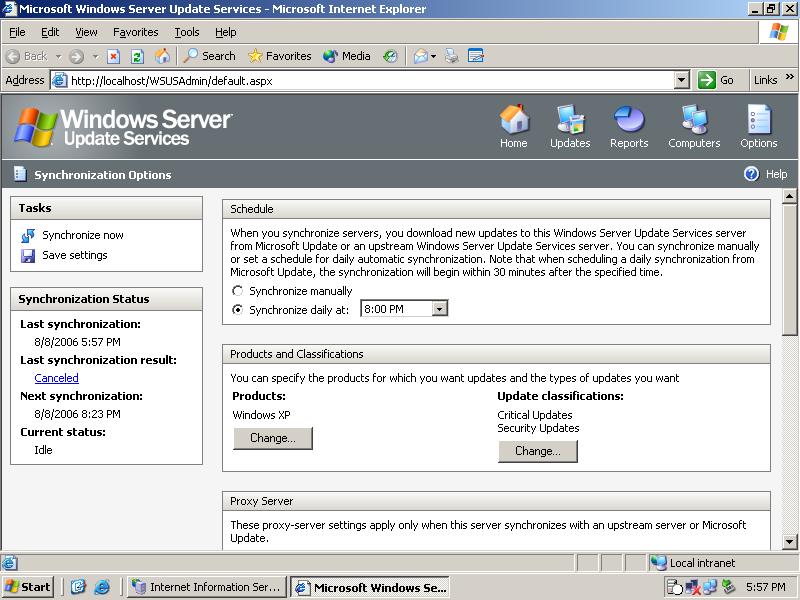 Microsoft Windows Server Update Services - Microsoft Internet Explorer
File Edit View Favorites Tools Help
Back Search Favorites Media
Address http://localhost/WSUSAdmin/default.aspx Go Links »
Windows Server
Update Services
Home Updates Reports Computers Options
Synchronization Options Help
Tasks
Synchronize now
Save settings
Synchronization Status
Last synchronization:
8/8/2006 5:57 PM
Last synchronization result:
Canceled
Next synchronization:
8/8/2006 8:23 PM
Current status:
Idle
Schedule
When you synchronize servers, you download new updates to this Windows Server Update Services server
from Microsoft Update or an upstream Windows Server Update Services server. You can synchronize manually
or set a schedule for daily automatic synchronization. Note that when scheduling a daily synchronization from
Microsoft Update, the synchronization will begin within 30 minutes after the specified time.
Synchronize manually
Synchronize daily at: 8:00 PM
Products and Classifications
You can specify the products for which you want updates and the types of updates you want
Products: Update classifications:
Windows XP Critical Updates
Security Updates
Change... Change...
Proxy Server
These proxy-server settings apply only when this server synchronizes with an upstream server or Microsoft
Update.
Local intranet
Start Internet Information Ser... Microsoft Windows Se... 5:57 PM